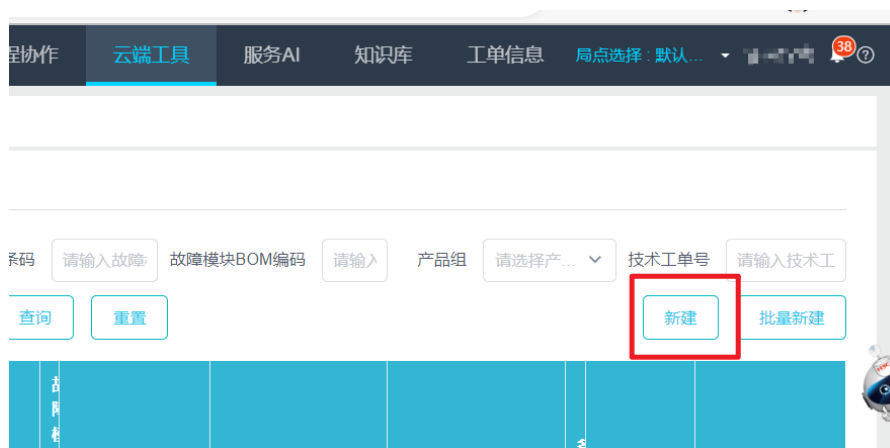 程协作 云端工具 服务AI 知识库 工单信息 局点选择 : 默认... 38
条码 请输入故障 故障模块BOM编码 请输入 产品组 请选择产... 技术工单号 请输入技术工
查询 重置 新建 批量新建
故
障
模